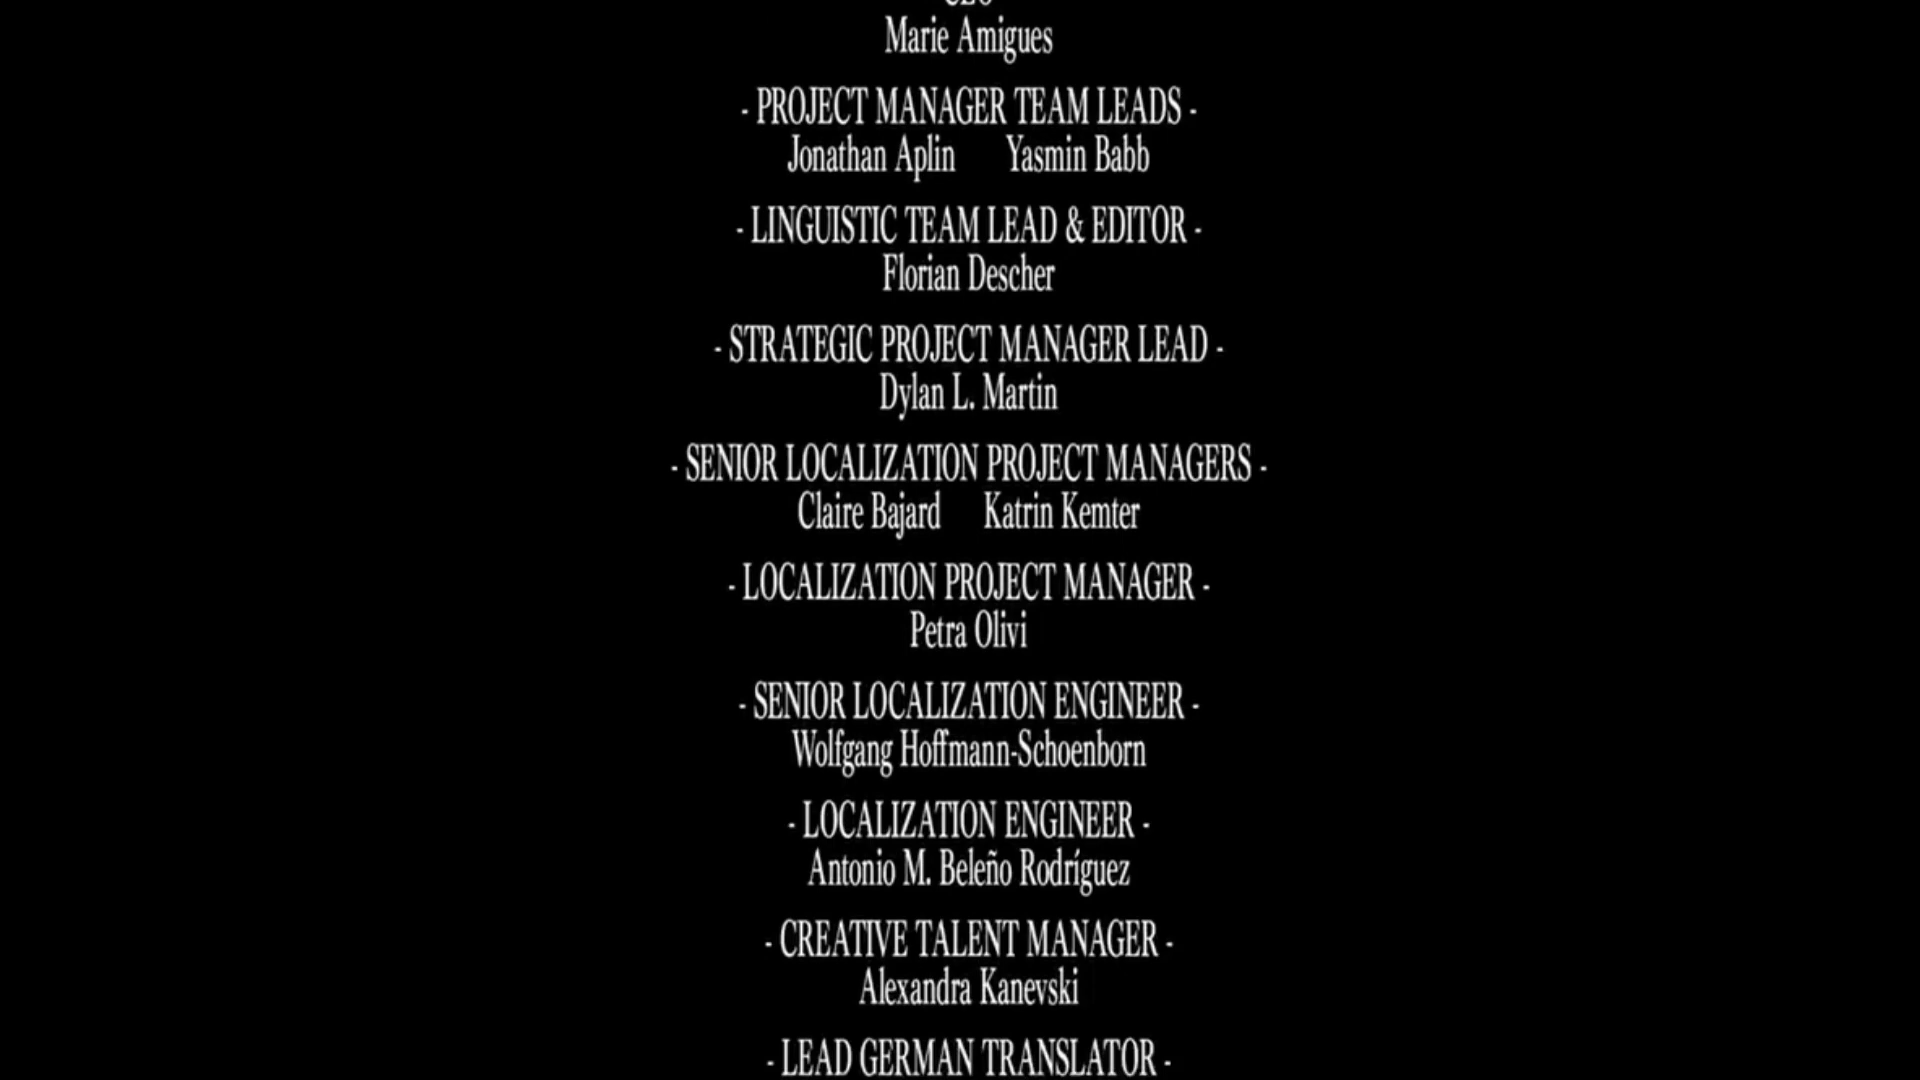 Marie Amigues
- PROJECT MANAGER TEAM LEADS -
Jonathan Aplin Yasmin Babb
- LINGUISTIC TEAM LEAD & EDITOR -
Florian Descher
- STRATEGIC PROJECT MANAGER LEAD -
Dylan L. Martin
- SENIOR LOCALIZATION PROJECT MANAGERS -
Claire Bajard Katrin Kemter
- LOCALIZATION PROJECT MANAGER -
Petra Olivi
- SENIOR LOCALIZATION ENGINEER -
Wolfgang Hoffmann-Schoenborn
- LOCALIZATION ENGINEER -
Antonio M. Beleño Rodríguez
- CREATIVE TALENT MANAGER -
Alexandra Kanevski
- LEAD GERMAN TRANSLATOR -